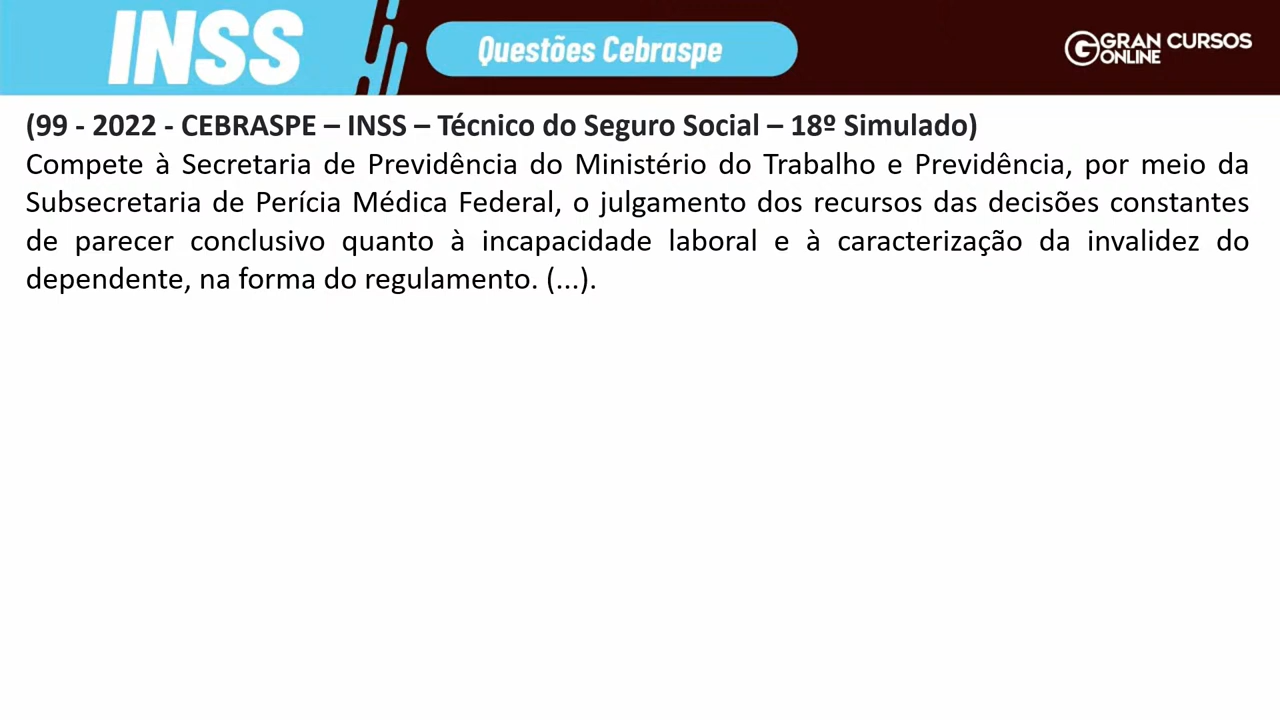 INSS
Questões Cebraspe
GRAN CURSOS
ONLINE
(99 - 2022 - CEBRASPE – INSS – Técnico do Seguro Social – 18º Simulado)
Compete à Secretaria de Previdência do Ministério do Trabalho e Previdência, por meio da
Subsecretaria de Perícia Médica Federal, o julgamento dos recursos das decisões constantes
de parecer conclusivo quanto à incapacidade laboral e à caracterização da invalidez do
dependente, na forma do regulamento. (...).